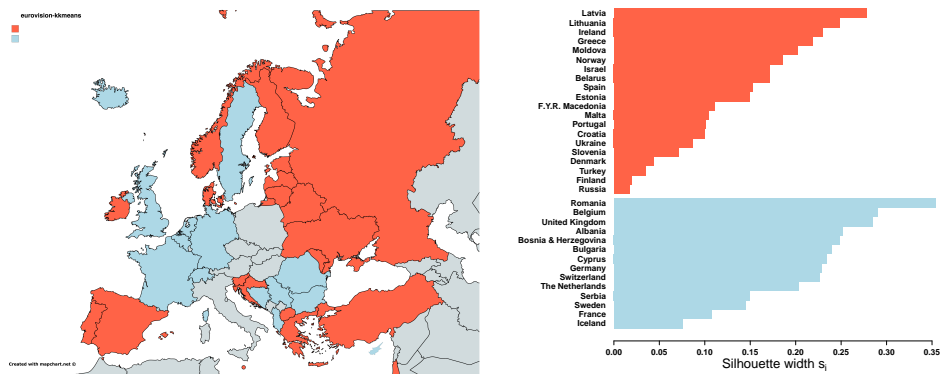 eurovision-kkmeans
Created with mapchart.net ©
Latvia
Lithuania
Ireland
Greece
Moldova
Norway
Israel
Belarus
Spain
Estonia
F.Y.R. Macedonia
Malta
Portugal
Croatia
Ukraine
Slovenia
Denmark
Turkey
Finland
Russia
Romania
Belgium
United Kingdom
Albania
Bosnia & Herzegovina
Bulgaria
Cyprus
Germany
Switzerland
The Netherlands
Serbia
Sweden
France
Iceland
0.00 0.05 0.10 0.15 0.20 0.25 0.30 0.35
Silhouette width si